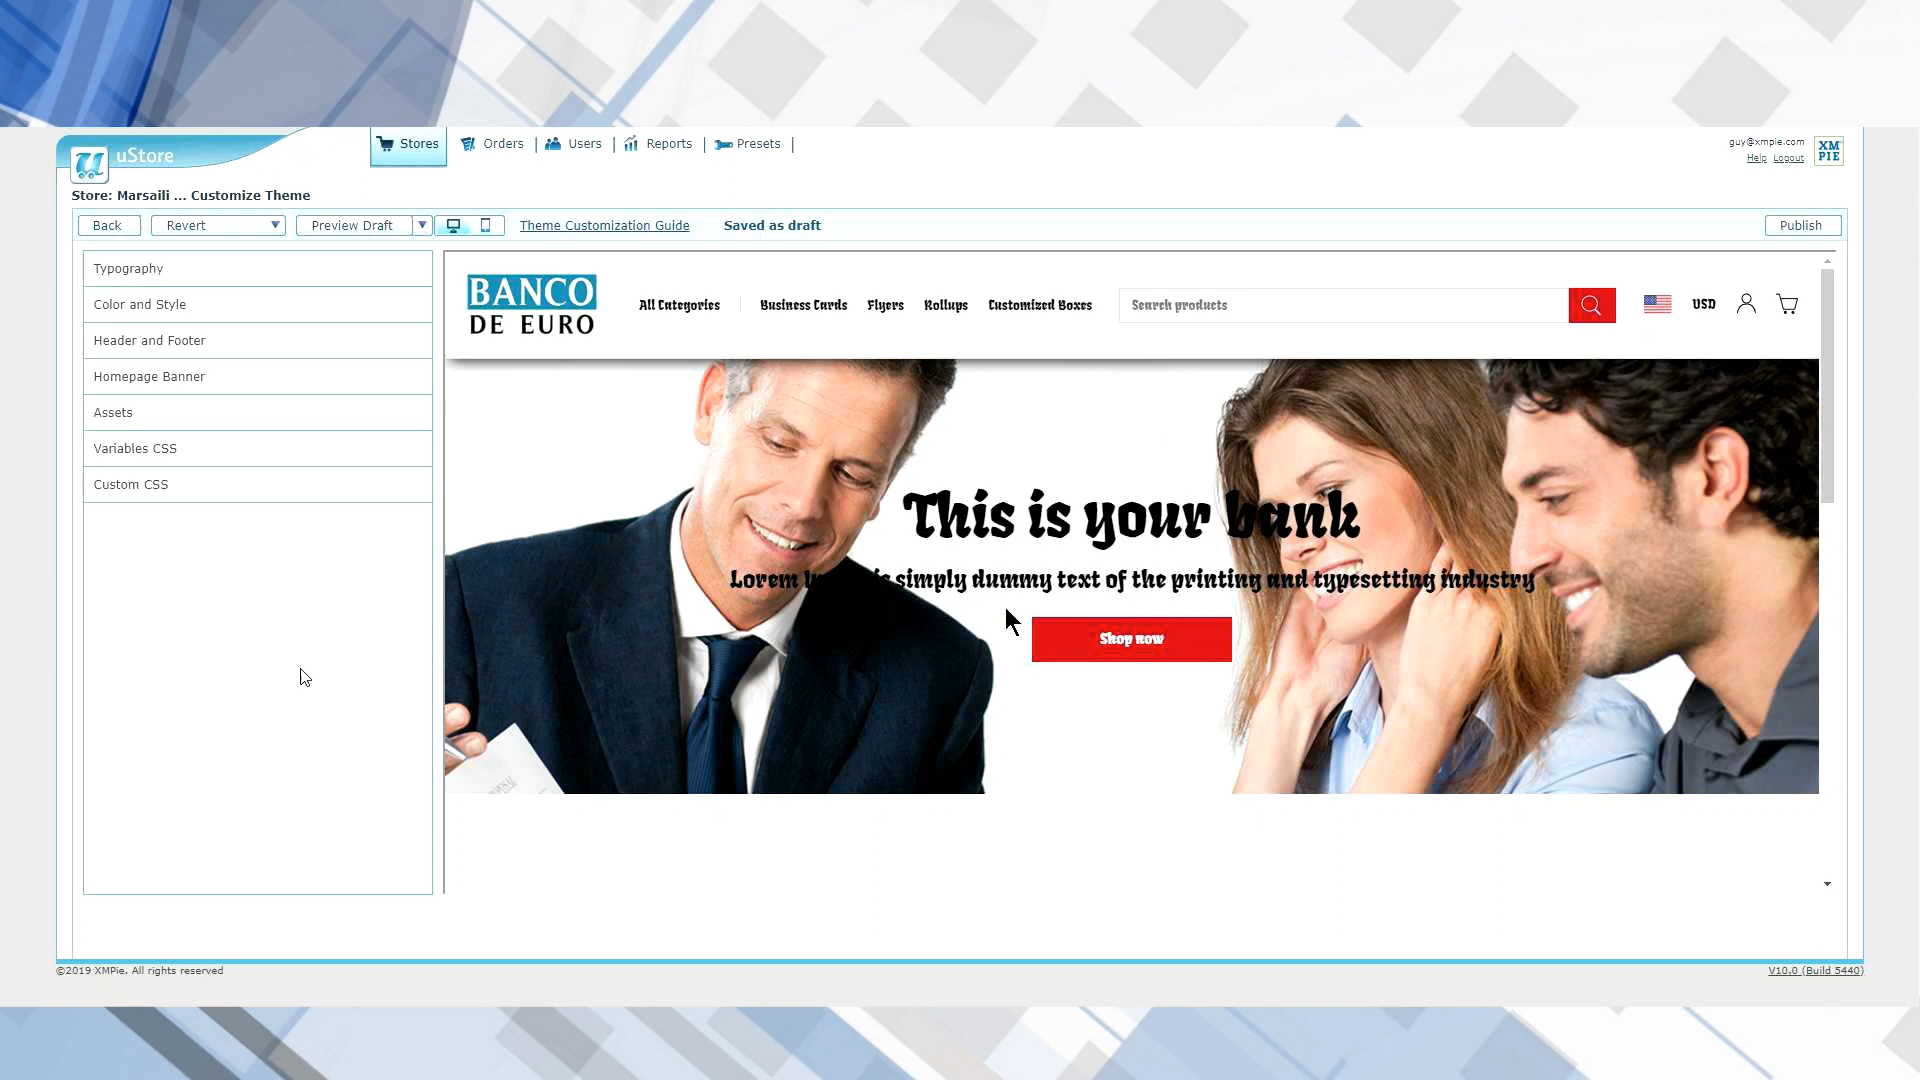 uStore
Stores
Orders
Users
Reports
Presets
guy@xmpie.com
Help Logout
XM
PIE
Store: Marsaili ... Customize Theme
Back
Revert
Preview Draft
Theme Customization Guide
Saved as draft
Publish
Typography
Color and Style
Header and Footer
Homepage Banner
Assets
Variables CSS
Custom CSS
BANCO
DE EURO
All Categories
Business Cards
Flyers
Rollups
Customized Boxes
Search products
USD
This is your bank
Lorem is simply dummy text of the printing and typesetting industry
Shop now
©2019 XMPie. All rights reserved
V10.0 (Build 5440)